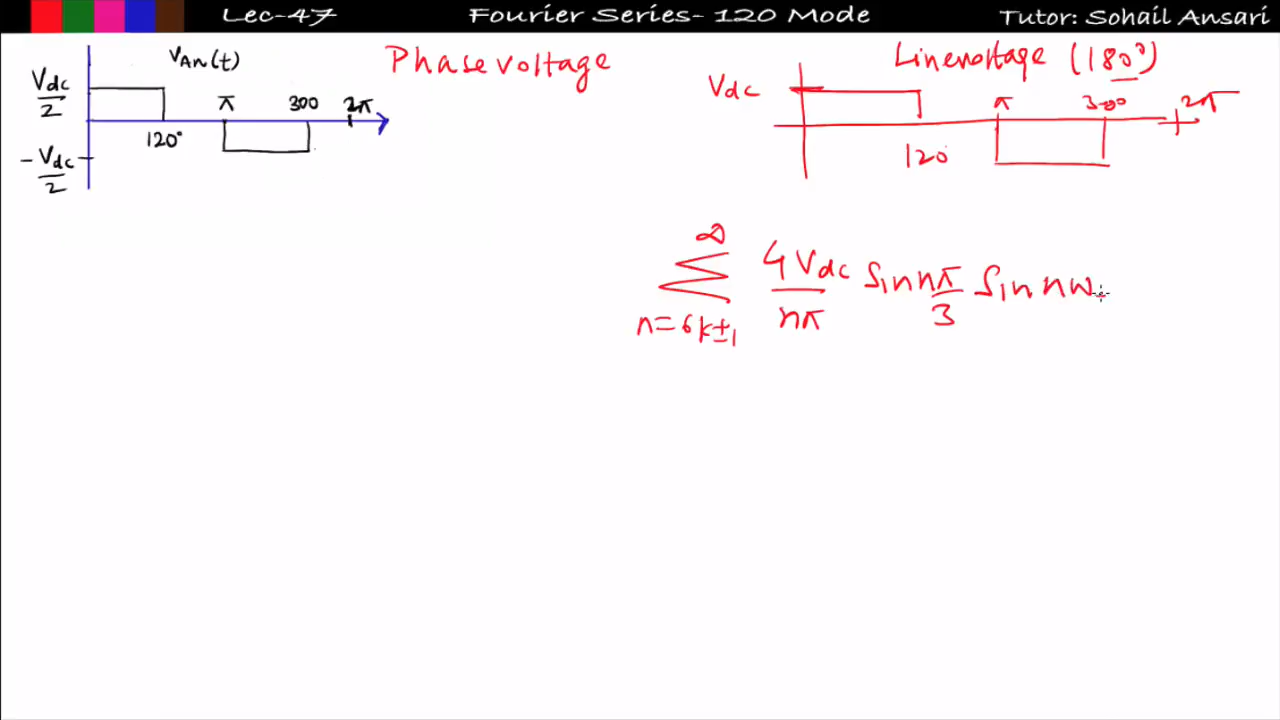 Lec-47 Fourier Series- 120 Mode Tutor: Sohail Ansari
VAn(t) Phase voltage Line voltage (180°)
Vdc/2 π 300 2π Vdc π 300 2π
120° 120
-Vdc/2
∞
Σ 4Vdc/nπ Sin nπ/3 Sin nω
n=6k±1